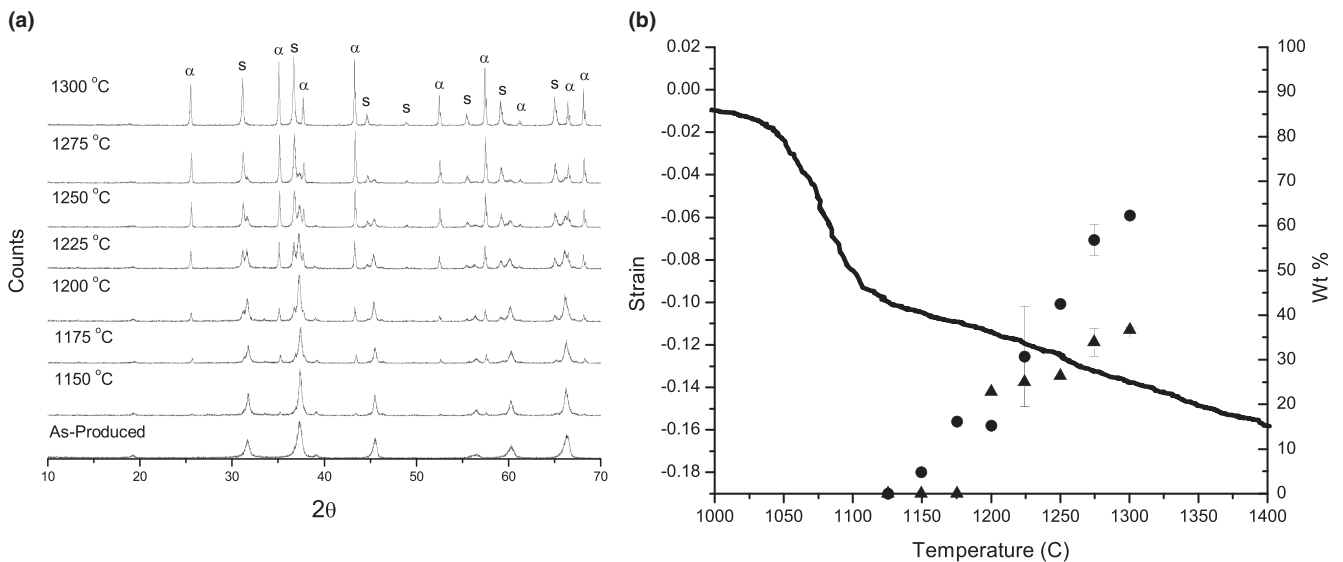 (a)
α s α s α α s s α s α s α s α α
1300 °C
1275 °C
1250 °C
1225 °C
1200 °C
1175 °C
1150 °C
As-Produced
Counts
10 20 30 40 50 60 70
2θ
(b)
0.02
0.00
-0.02
-0.04
-0.06
-0.08
-0.10
-0.12
-0.14
-0.16
-0.18
Strain
100
90
80
70
60
50
40
30
20
10
0
Wt %
1000 1050 1100 1150 1200 1250 1300 1350 1400
Temperature (C)